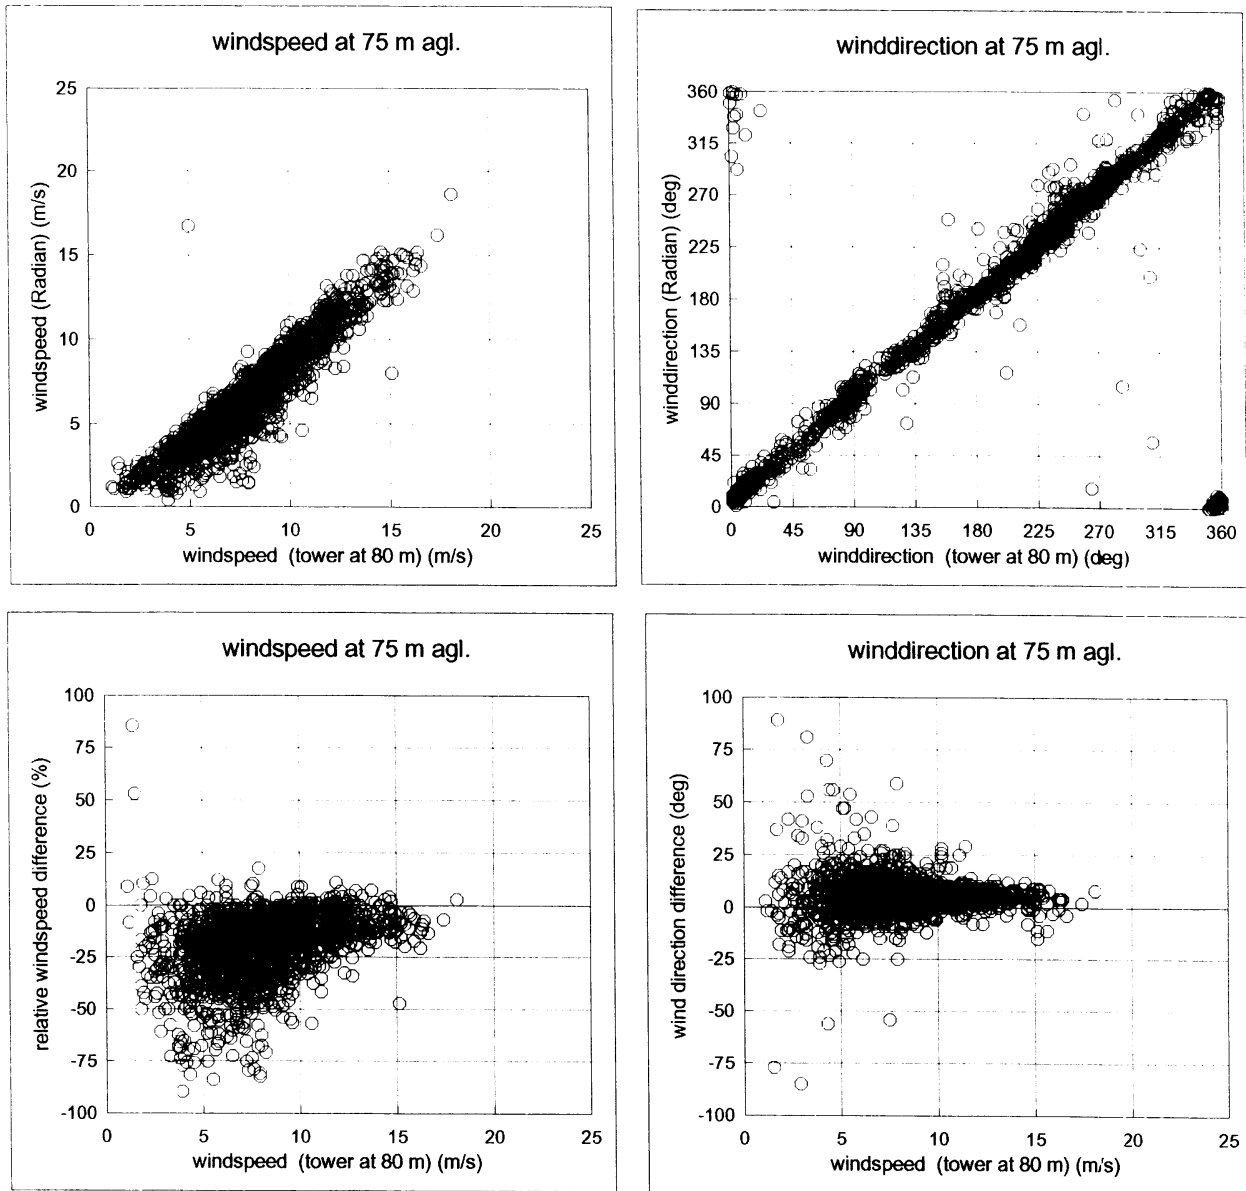 windspeed at 75 m agl.
25
20
15
10
5
0
windspeed (Radian) (m/s)
0 5 10 15 20 25
windspeed (tower at 80 m) (m/s)
winddirection at 75 m agl.
360
315
270
225
180
135
90
45
0
winddirection (Radian) (deg)
0 45 90 135 180 225 270 315 360
winddirection (tower at 80 m) (deg)
windspeed at 75 m agl.
100
75
50
25
0
-25
-50
-75
-100
relative windspeed difference (%)
0 5 10 15 20 25
windspeed (tower at 80 m) (m/s)
winddirection at 75 m agl.
100
75
50
25
0
-25
-50
-75
-100
wind direction difference (deg)
0 5 10 15 20 25
windspeed (tower at 80 m) (m/s)